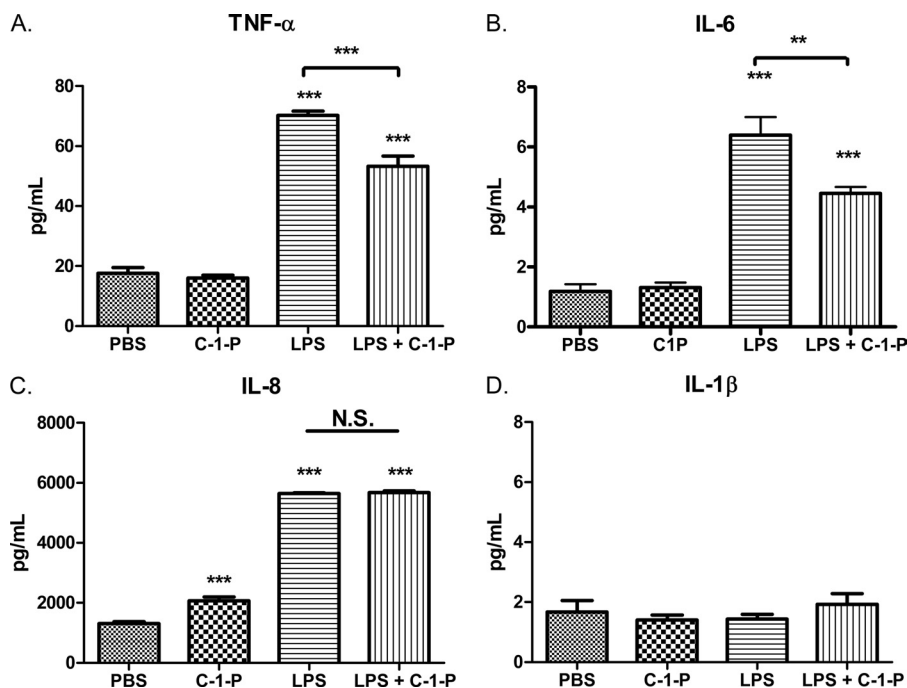 A.
TNF-α
***
***
***
80
60
40
20
0
pg/mL
PBS
C-1-P
LPS
LPS + C-1-P
B.
IL-6
**
***
***
8
6
4
2
0
pg/mL
PBS
C1P
LPS
LPS + C-1-P
C.
IL-8
N.S.
***
***
***
8000
6000
4000
2000
0
pg/mL
PBS
C-1-P
LPS
LPS + C-1-P
D.
IL-1β
8
6
4
2
0
pg/mL
PBS
C-1-P
LPS
LPS + C-1-P